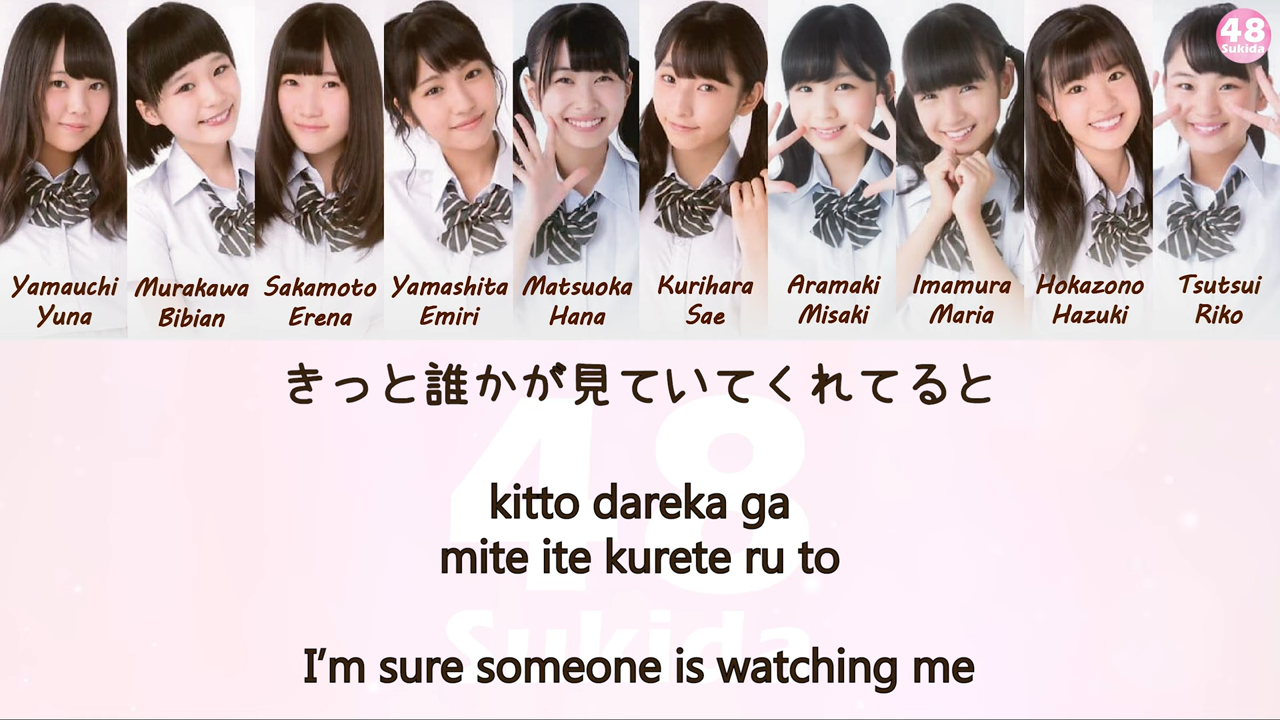 48
Sukida
Yamauchi
Yuna
Murakawa
Bibian
Sakamoto
Erena
Yamashita
Emiri
Matsuoka
Hana
Kurihara
Sae
Aramaki
Misaki
Imamura
Maria
Hokazono
Hazuki
Tsutsui
Riko
きっと誰かが見ていてくれてると
48
kitto dareka ga
mite ite kurete ru to
Sukida
I'm sure someone is watching me